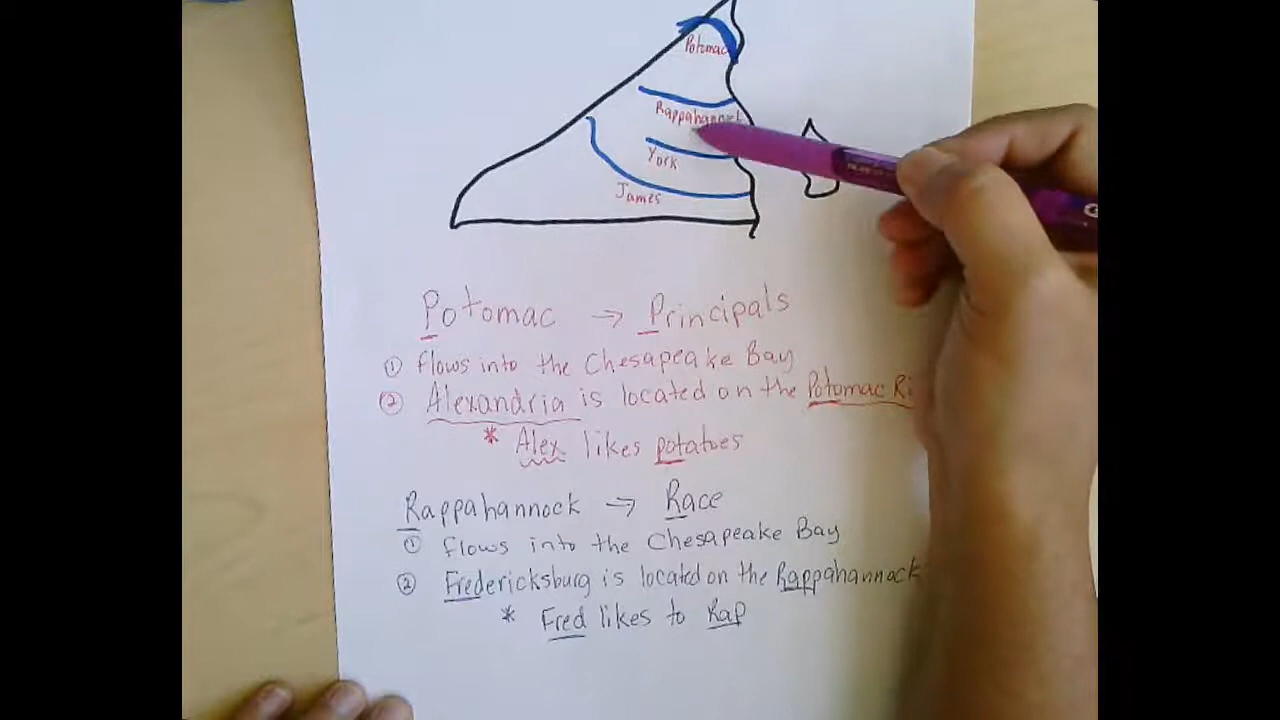 Potomac
Rappahannock
York
James
Potomac → Principals
① flows into the Chesapeake Bay
② Alexandria is located on the Potomac Ri
* Alex likes potatoes
Rappahannock → Race
① flows into the Chesapeake Bay
② Fredericksburg is located on the Rappahannock
* Fred likes to Rap